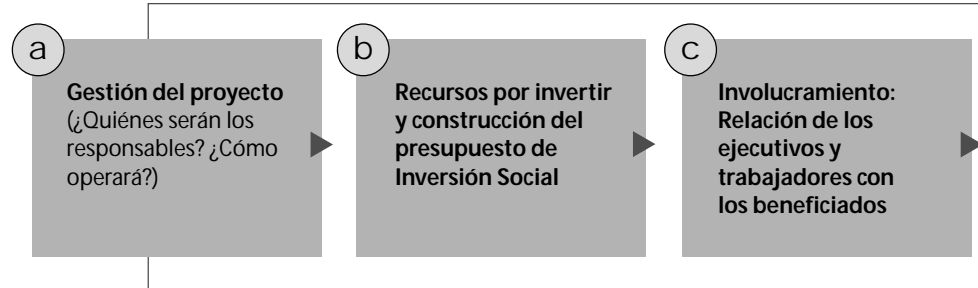 a
Gestión del proyecto
(¿Quiénes serán los
responsables? ¿Cómo
operará?)
b
Recursos por invertir
y construcción del
presupuesto de
Inversión Social
c
Involucramiento:
Relación de los
ejecutivos y
trabajadores con
los beneficiados